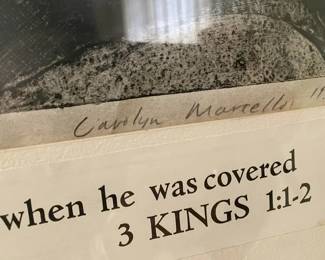 Carolyn Marcello
when he was covered
3 KINGS 1:1-2